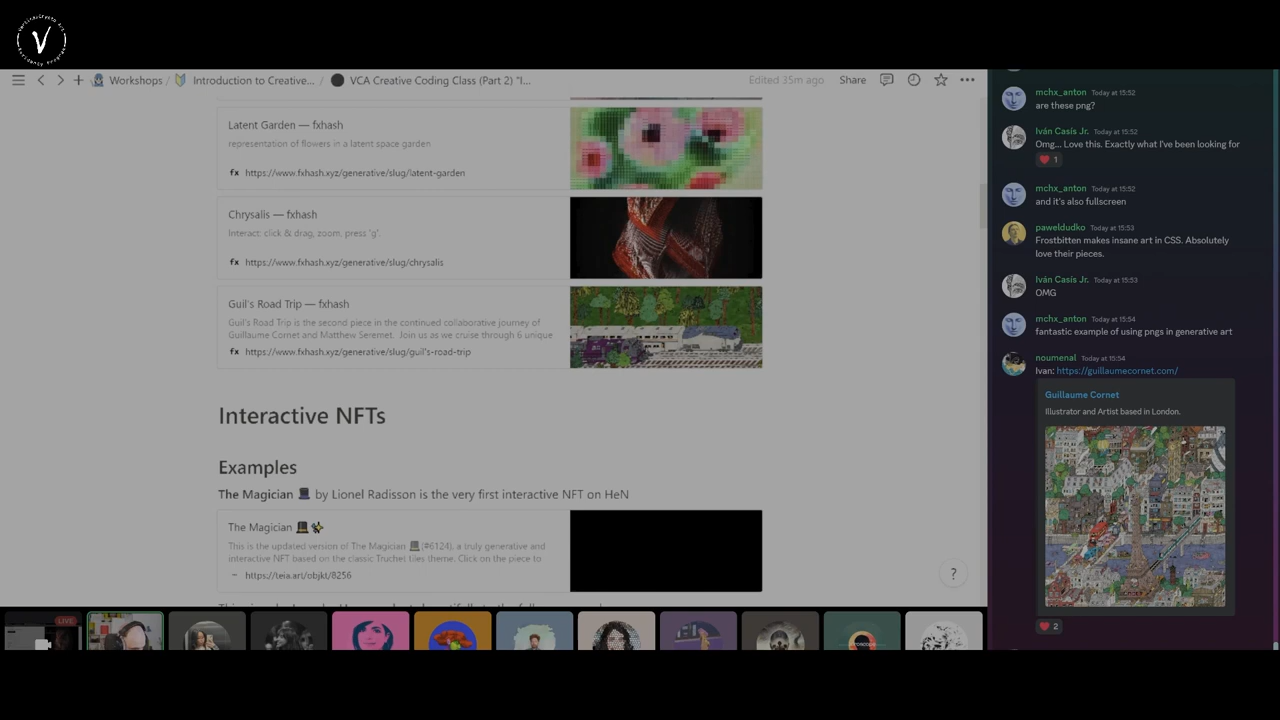 V
Workshops / Introduction to Creative... / VCA Creative Coding Class (Part 2) "I...
Edited 35m ago
Share
Latent Garden — fxhash
representation of flowers in a latent space garden
fx https://www.fxhash.xyz/generative/slug/latent-garden
Chrysalis — fxhash
Interact: click & drag, zoom, press "g".
fx https://www.fxhash.xyz/generative/slug/chrysalis
Guil's Road Trip — fxhash
Guil's Road Trip is the second piece in the continued collaborative journey of
Guillaume Cornet and Matthew Seremet. Join us as we cruise through 6 unique
fx https://www.fxhash.xyz/generative/slug/guil's-road-trip
Interactive NFTs
Examples
The Magician 🎩 by Lionel Radisson is the very first interactive NFT on HeN
The Magician 🎩✨
This is the updated version of The Magician 🎩 (#6124), a truly generative and
interactive NFT based on the classic Truchet tiles theme. Click on the piece to
https://teia.art/objkt/8256
?
LIVE
mchx_anton Today at 15:52
are these png?
Iván Casís Jr. Today at 15:52
Omg... Love this. Exactly what I've been looking for
1
mchx_anton Today at 15:52
and it's also fullscreen
paweldudko Today at 15:53
Frostbitten makes insane art in CSS. Absolutely
love their pieces.
Iván Casís Jr. Today at 15:53
OMG
mchx_anton Today at 15:54
fantastic example of using pngs in generative art
noumenal Today at 15:54
Ivan: https://guillaumecornet.com/
Guillaume Cornet
Illustrator and Artist based in London.
2